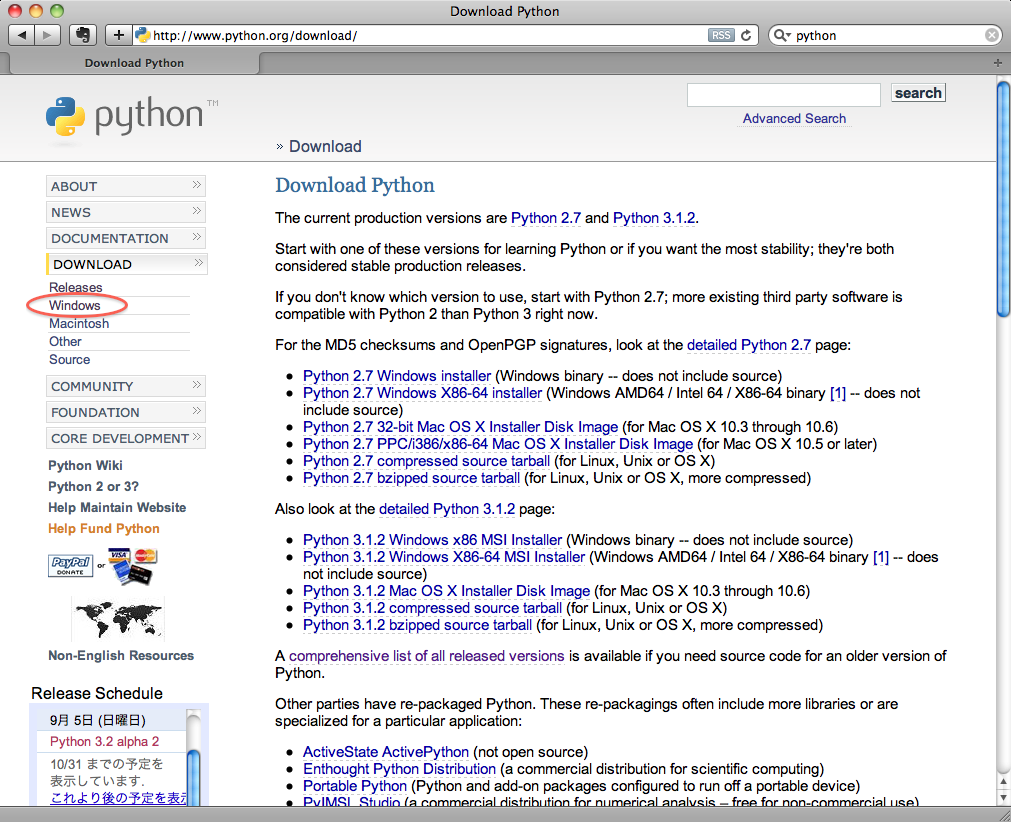 Download Python
http://www.python.org/download/
RSS
python
Download Python
python™
search
Advanced Search
» Download
ABOUT »
NEWS »
DOCUMENTATION »
DOWNLOAD »
Releases
Windows
Macintosh
Other
Source
COMMUNITY »
FOUNDATION »
CORE DEVELOPMENT »
Python Wiki
Python 2 or 3?
Help Maintain Website
Help Fund Python
PayPal
DONATE
or
VISA
MasterCard
Non-English Resources
Release Schedule
9月 5日 (日曜日)
Python 3.2 alpha 2
10/31 までの予定を
表示しています.
これより後の予定を表示
Download Python
The current production versions are Python 2.7 and Python 3.1.2.
Start with one of these versions for learning Python or if you want the most stability; they're both
considered stable production releases.
If you don't know which version to use, start with Python 2.7; more existing third party software is
compatible with Python 2 than Python 3 right now.
For the MD5 checksums and OpenPGP signatures, look at the detailed Python 2.7 page:
• Python 2.7 Windows installer (Windows binary -- does not include source)
• Python 2.7 Windows X86-64 installer (Windows AMD64 / Intel 64 / X86-64 binary [1] -- does not
include source)
• Python 2.7 32-bit Mac OS X Installer Disk Image (for Mac OS X 10.3 through 10.6)
• Python 2.7 PPC/i386/x86-64 Mac OS X Installer Disk Image (for Mac OS X 10.5 or later)
• Python 2.7 compressed source tarball (for Linux, Unix or OS X)
• Python 2.7 bzipped source tarball (for Linux, Unix or OS X, more compressed)
Also look at the detailed Python 3.1.2 page:
• Python 3.1.2 Windows x86 MSI Installer (Windows binary -- does not include source)
• Python 3.1.2 Windows X86-64 MSI Installer (Windows AMD64 / Intel 64 / X86-64 binary [1] -- does
not include source)
• Python 3.1.2 Mac OS X Installer Disk Image (for Mac OS X 10.3 through 10.6)
• Python 3.1.2 compressed source tarball (for Linux, Unix or OS X)
• Python 3.1.2 bzipped source tarball (for Linux, Unix or OS X, more compressed)
A comprehensive list of all released versions is available if you need source code for an older version of
Python.
Other parties have re-packaged Python. These re-packagings often include more libraries or are
specialized for a particular application:
• ActiveState ActivePython (not open source)
• Enthought Python Distribution (a commercial distribution for scientific computing)
• Portable Python (Python and add-on packages configured to run off a portable device)
• PyIMSL Studio (a commercial distribution for numerical analysis – free for non-commercial use)